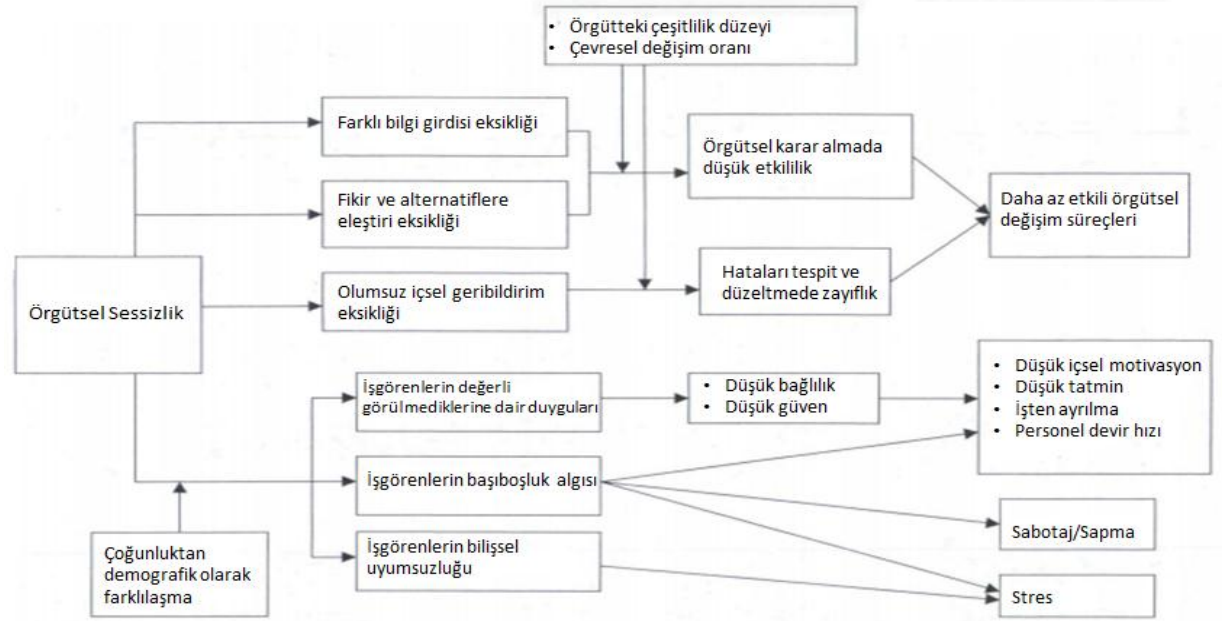 • Örgütteki çeşitlilik düzeyi
• Çevresel değişim oranı
Farklı bilgi girdisi eksikliği
Örgütsel karar almada
düşük etkililik
Fikir ve alternatiflere
eleştiri eksikliği
Daha az etkili örgütsel
değişim süreçleri
Örgütsel Sessizlik
Olumsuz içsel geribildirim
eksikliği
Hataları tespit ve
düzeltmede zayıflık
İşgörenlerin değerli
görülmediklerine dair duyguları
• Düşük bağlılık
• Düşük güven
• Düşük içsel motivasyon
• Düşük tatmin
• İşten ayrılma
• Personel devir hızı
İşgörenlerin başıboşluk algısı
Sabotaj/Sapma
Çoğunluktan
demografik olarak
farklılaşma
İşgörenlerin bilişsel
uyumsuzluğu
Stres